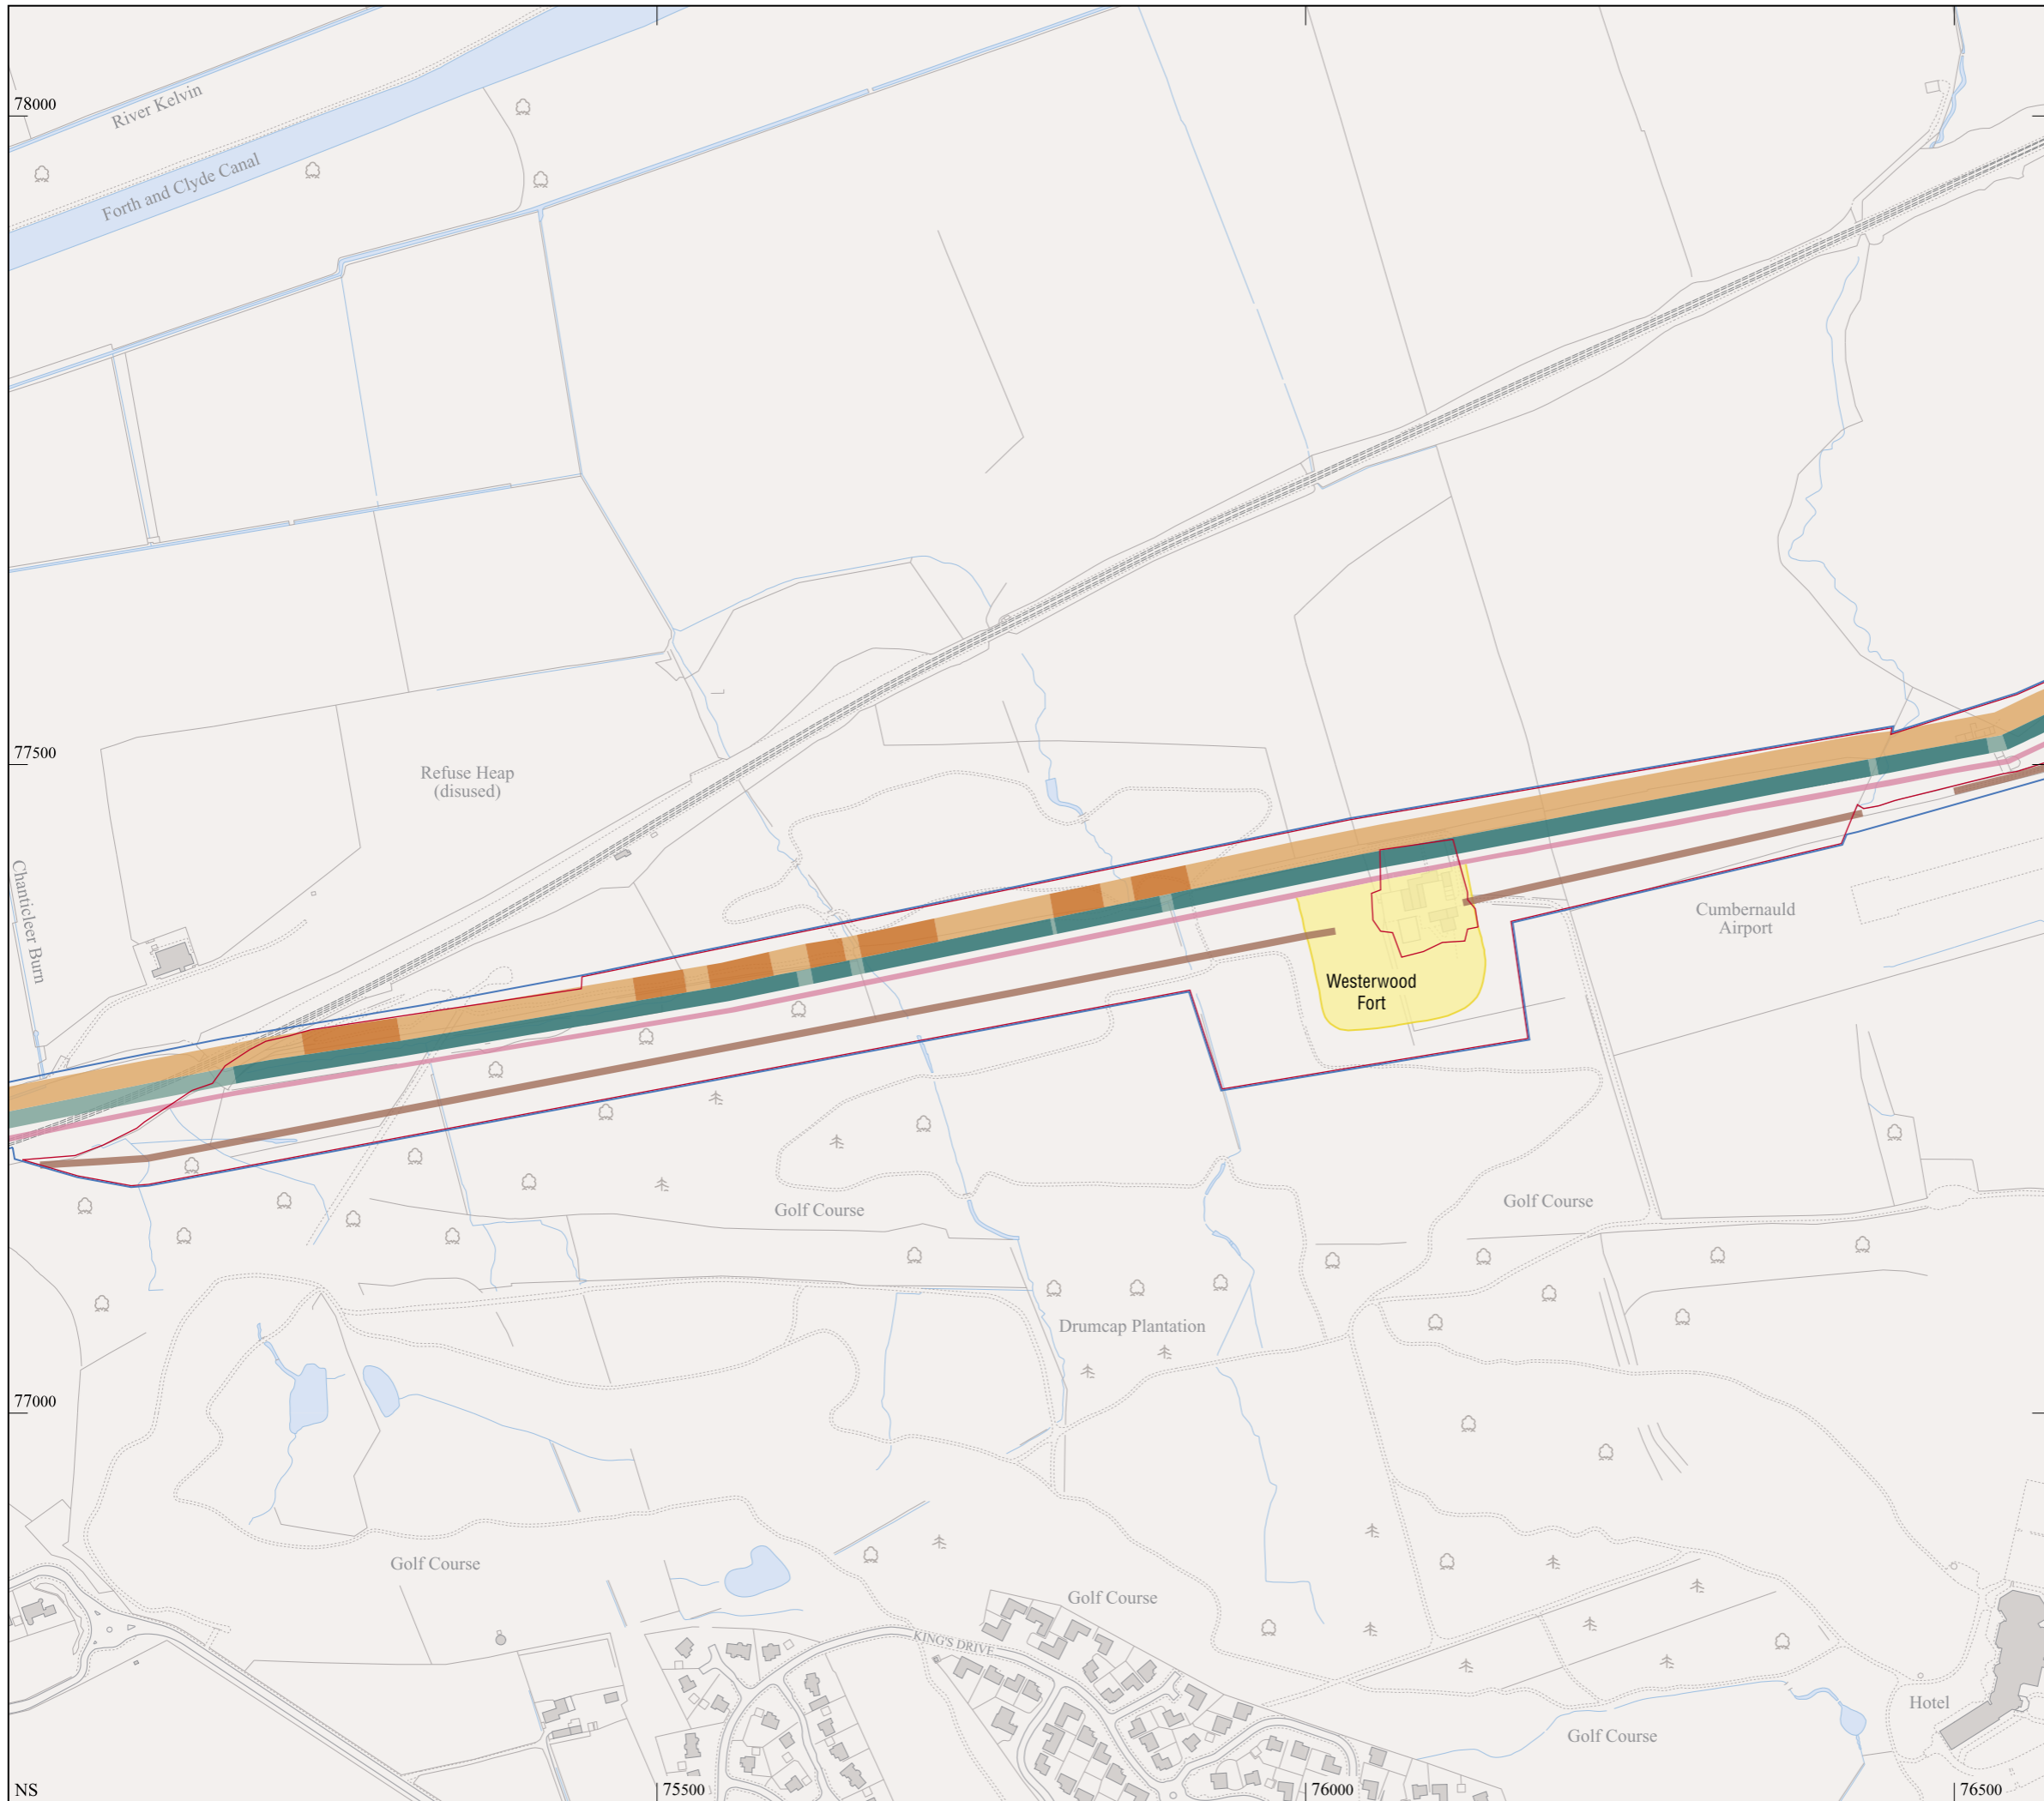 78000
River Kelvin
Forth and Clyde Canal
77500
Refuse Heap
(disused)
Chanticleer Burn
Cumbernauld
Airport
Westerwood
Fort
Golf Course
Golf Course
Drumcap Plantation
77000
Golf Course
Golf Course
KING'S DRIVE
Hotel
Golf Course
NS
75500
76000
76500